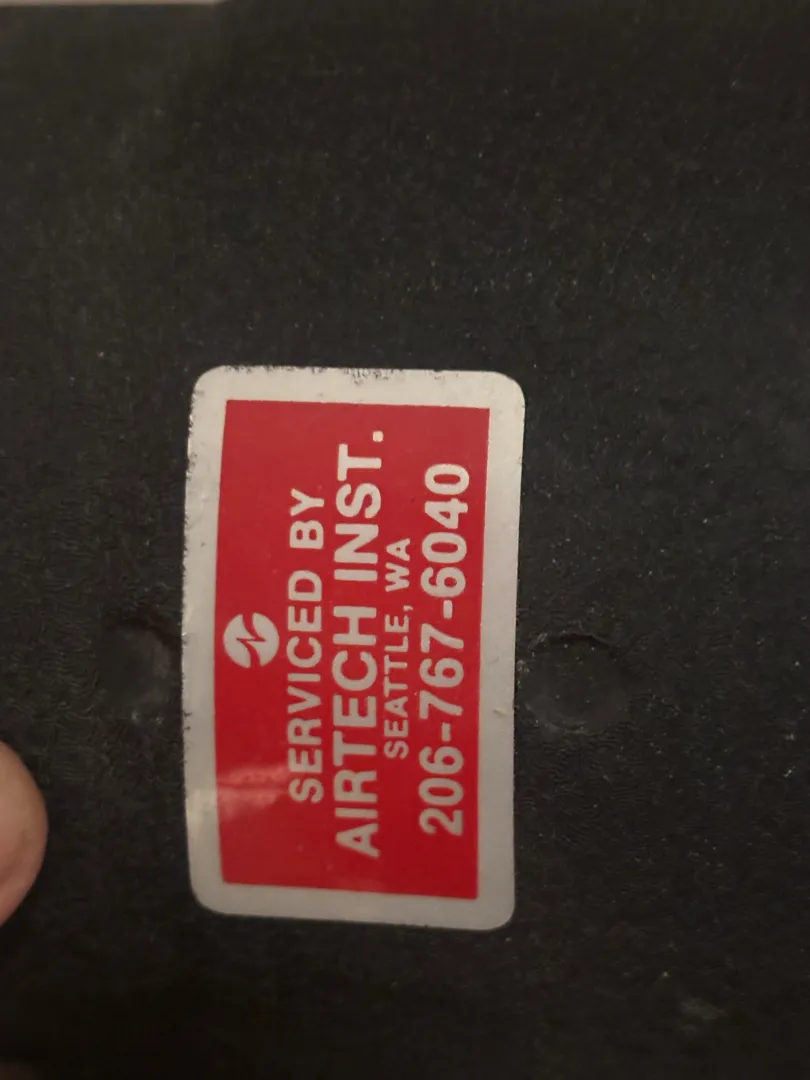 SERVICED BY
AIRTECH INST.
SEATTLE, WA
206-767-6040